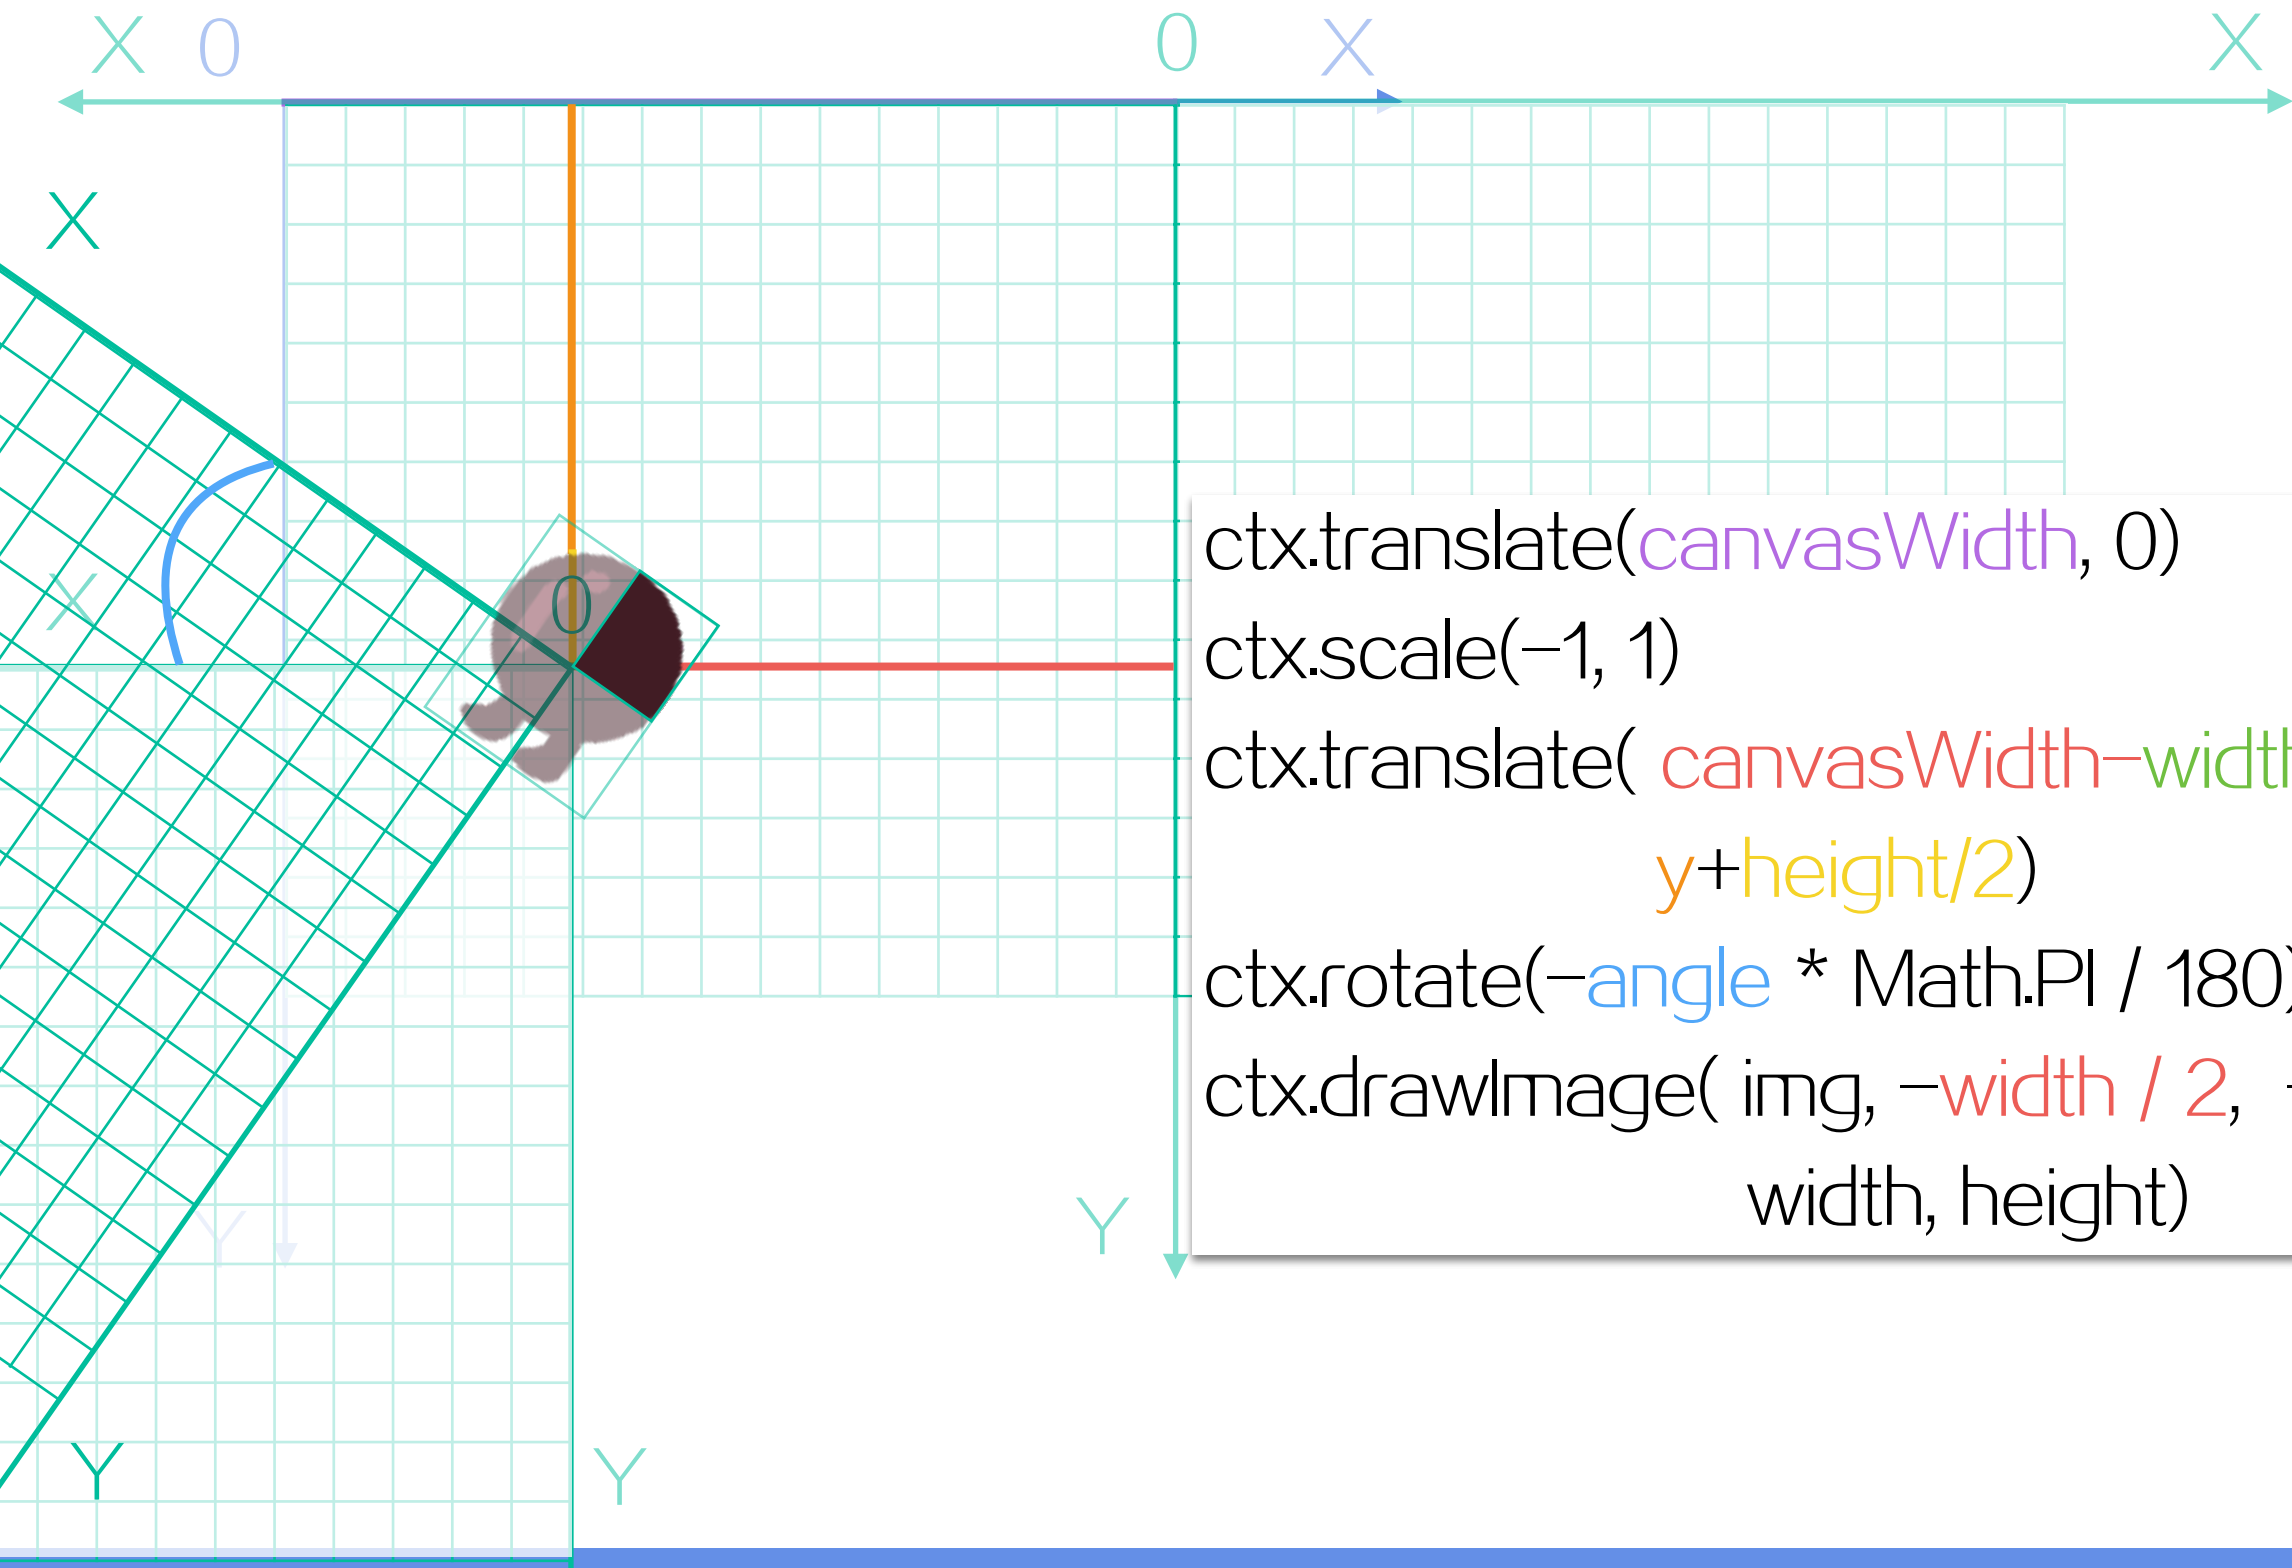 X 0 0 X X
X
0
X
ctx.translate(canvasWidth, 0)
ctx.scale(-1, 1)
ctx.translate( canvasWidth-width
y+height/2)
ctx.rotate(-angle * Math.PI / 180)
ctx.drawImage( img, -width / 2, -
width, height)
Y Y
Y Y